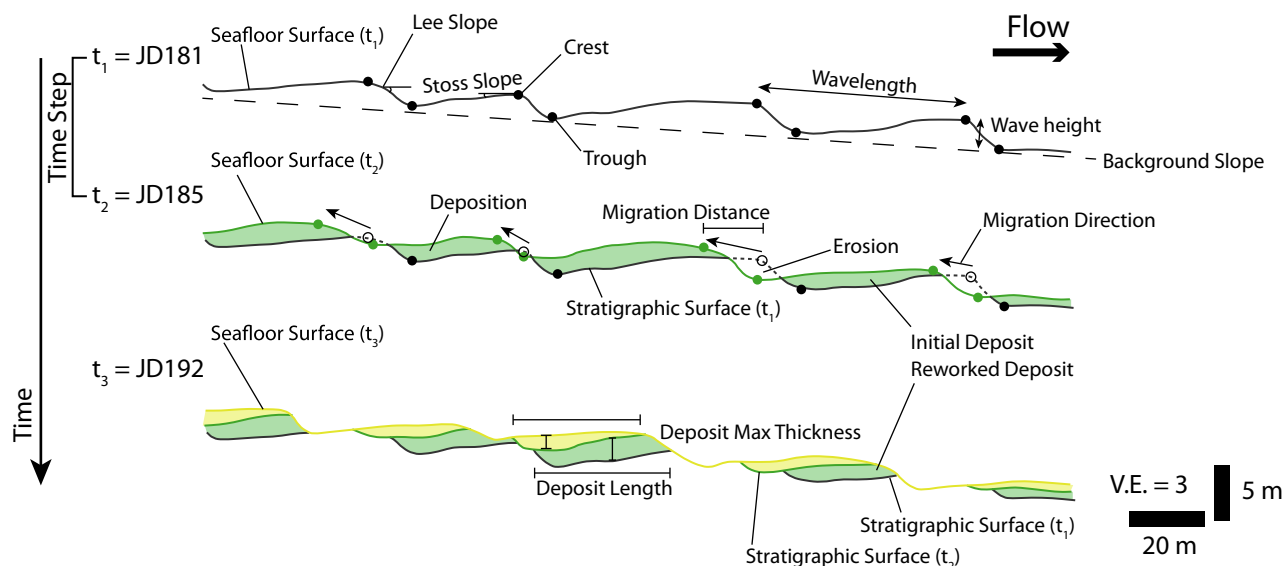 Flow
Lee Slope
Seafloor Surface (t₁)
t₁ = JD181
Crest
Stoss Slope
Wavelength
Time Step
Wave height
Trough
Background Slope
Seafloor Surface (t₂)
t₂ = JD185
Deposition
Migration Distance
Migration Direction
Erosion
Stratigraphic Surface (t₁)
Seafloor Surface (t₃)
Initial Deposit
Reworked Deposit
t₃ = JD192
Time
Deposit Max Thickness
Deposit Length
V.E. = 3
5 m
20 m
Stratigraphic Surface (t₁)
Stratigraphic Surface (t₂)